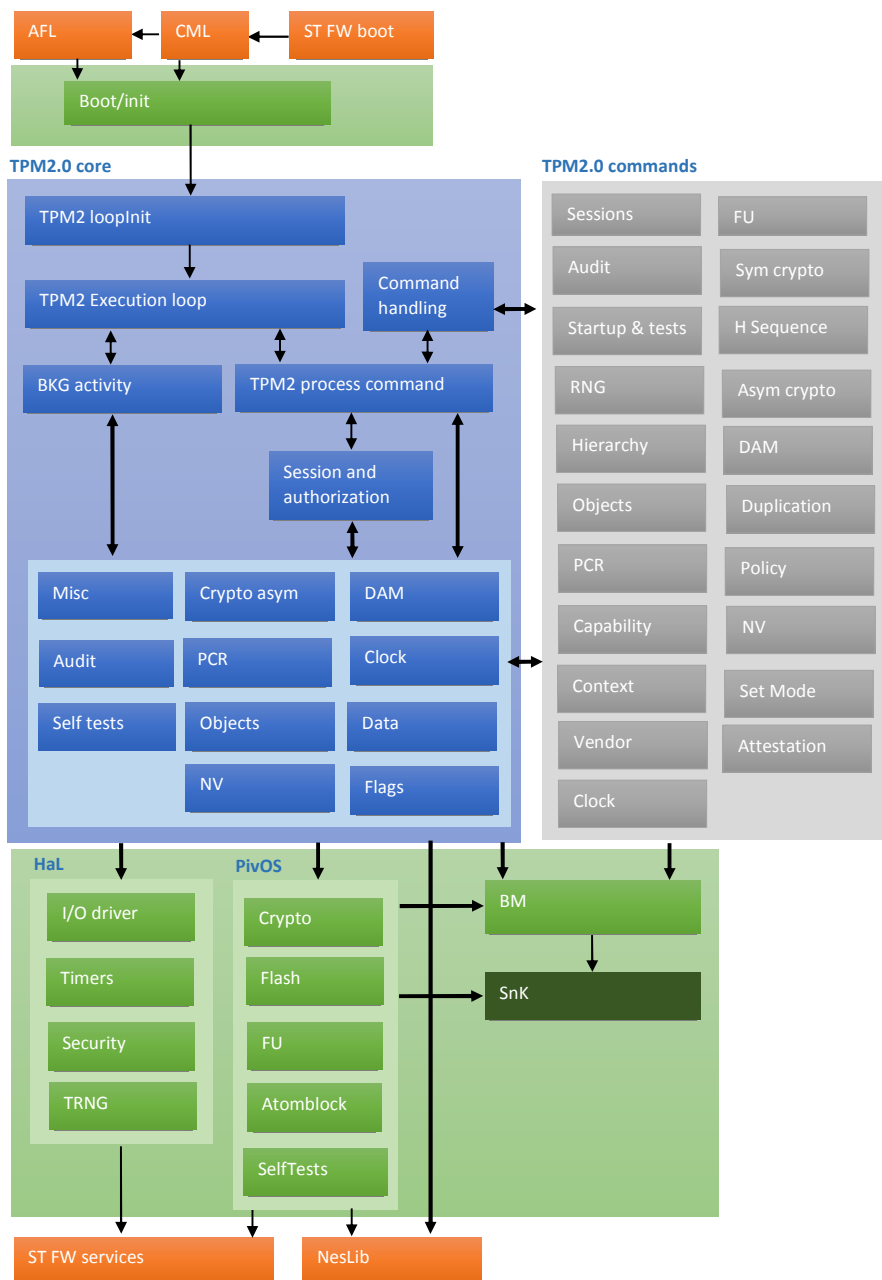 AFL
CML
ST FW boot
Boot/init
TPM2.0 core
TPM2 loopInit
TPM2 Execution loop
Command
handling
BKG activity
TPM2 process command
Session and
authorization
Misc
Crypto asym
DAM
Audit
PCR
Clock
Self tests
Objects
Data
NV
Flags
TPM2.0 commands
Sessions
FU
Audit
Sym crypto
Startup & tests
H Sequence
RNG
Asym crypto
Hierarchy
DAM
Objects
Duplication
PCR
Policy
Capability
NV
Context
Set Mode
Vendor
Attestation
Clock
HaL
I/O driver
Timers
Security
TRNG
PivOS
Crypto
Flash
FU
Atomblock
SelfTests
BM
SnK
ST FW services
NesLib